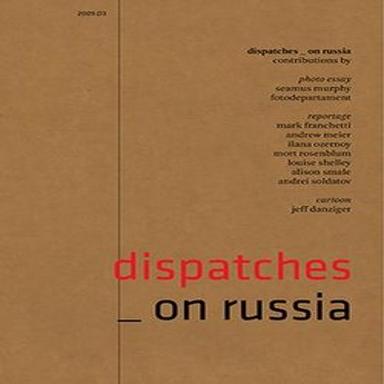 2009.03
dispatches _ on russia
contributions by
photo essay
seamus murphy
fotodepartament
reportage
mark franchetti
andrew meier
ilana ozernoy
mort rosenblum
louise shelley
alison smale
andrei soldatov
cartoon
jeff danziger
dispatches
_ on russia